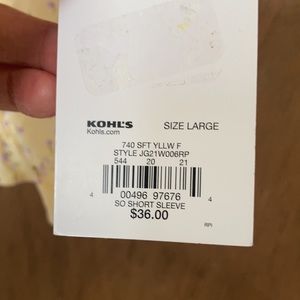 KOHL'S SIZE LARGE
Kohls.com
740 SFT YLLW F
STYLE JG21W006RP
544 20 21
4 00496 97676 4
SO SHORT SLEEVE
$36.00
RPI